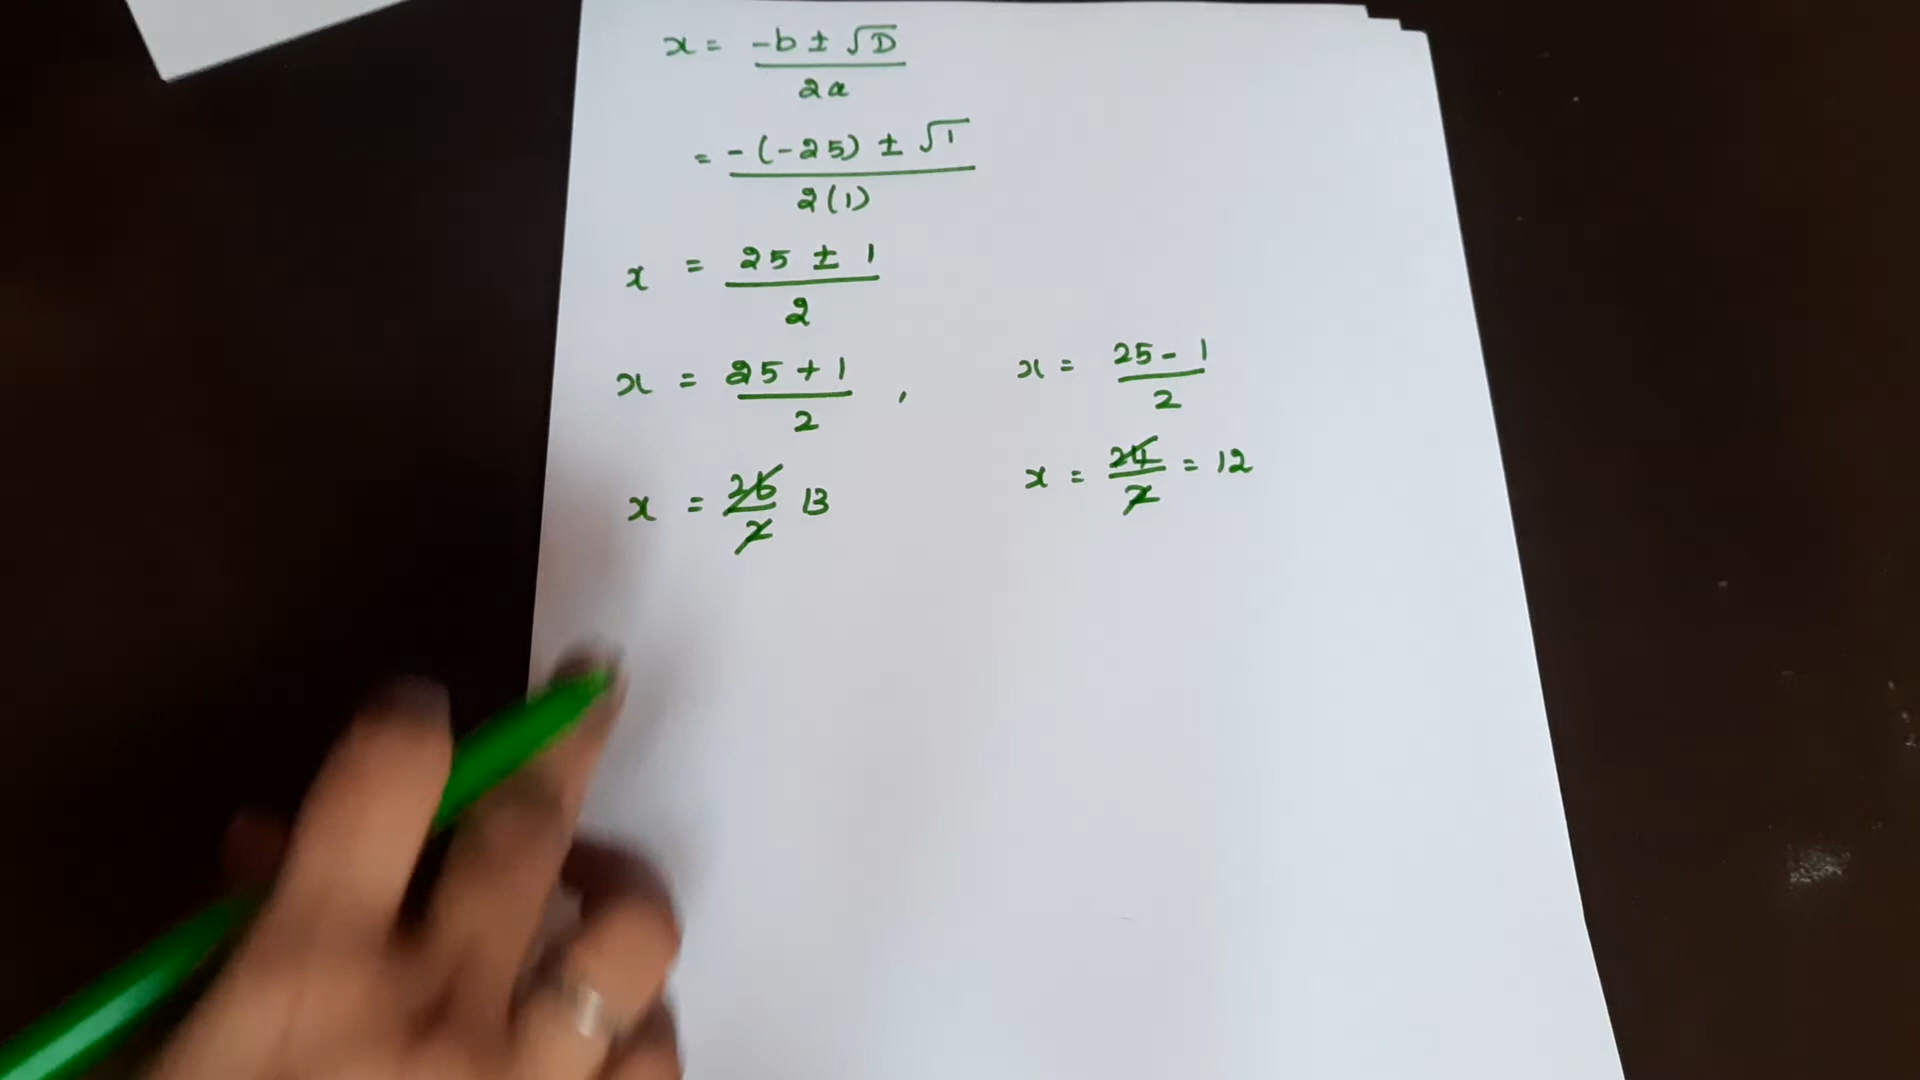 x = -b ± √D / 2a
= -(-25) ± √1 / 2(1)
x = 25 ± 1 / 2
x = 25 + 1 / 2 , x = 25 - 1 / 2
x = 26 / 2 13 x = 24 / 2 = 12